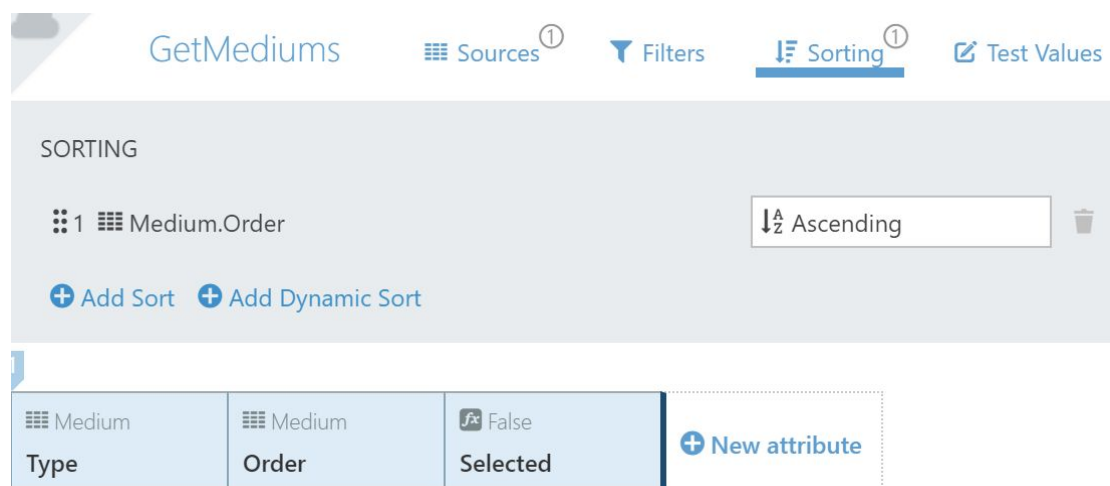 GetMediums Sources 1 Filters Sorting 1 Test Values
SORTING
1 Medium.Order Ascending
Add Sort Add Dynamic Sort
Medium Medium fx False
Type Order Selected New attribute